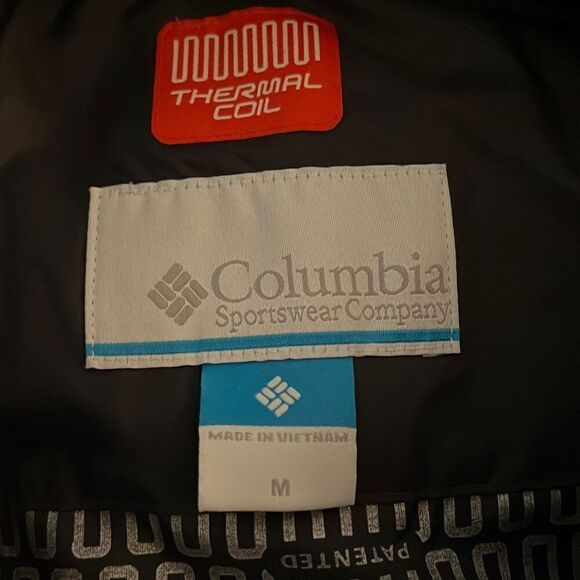 THERMAL
COIL
Columbia
Sportswear Company
MADE IN VIETNAM
M
PATENTED